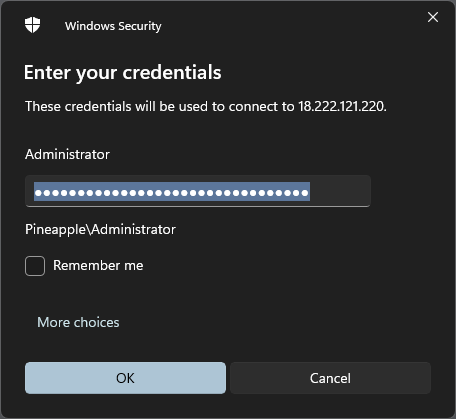 Windows Security
Enter your credentials
These credentials will be used to connect to 18.222.121.220.
Administrator
●●●●●●●●●●●●●●●●●●●●●●●●●●●●●●●●
Pineapple\Administrator
Remember me
More choices
OK
Cancel